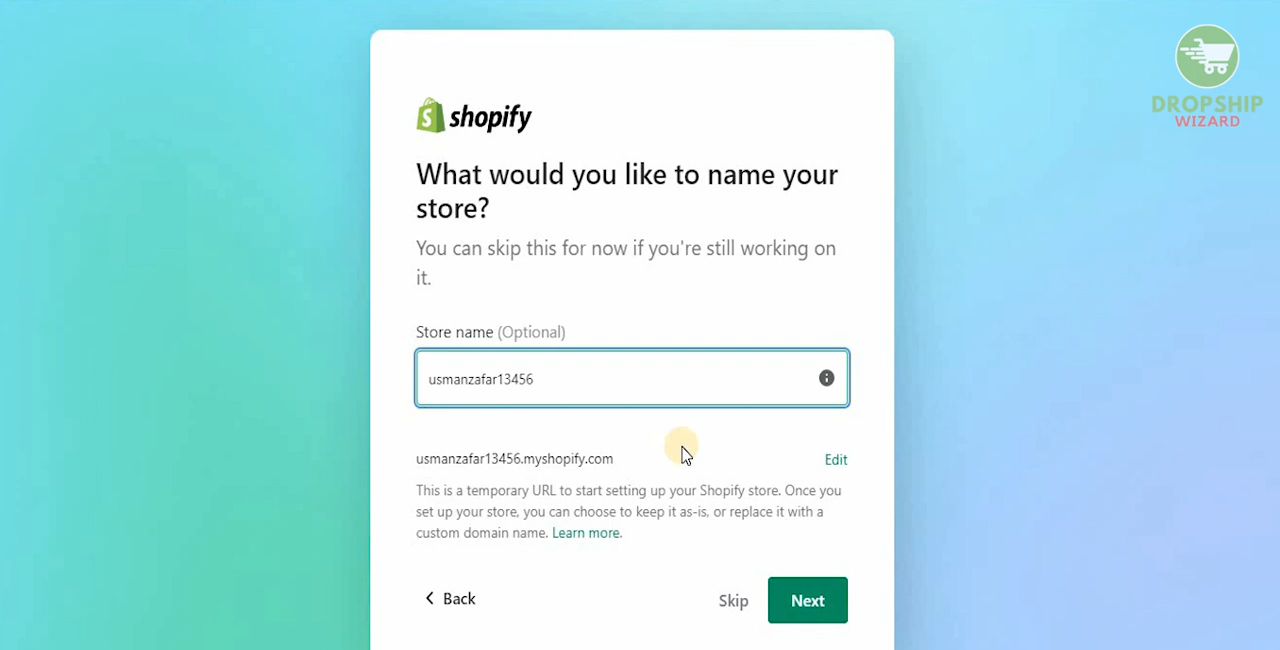 DROPSHIP
WIZARD
shopify
What would you like to name your
store?
You can skip this for now if you're still working on
it.
Store name (Optional)
usmanzafar13456
usmanzafar13456.myshopify.com Edit
This is a temporary URL to start setting up your Shopify store. Once you
set up your store, you can choose to keep it as-is, or replace it with a
custom domain name. Learn more.
Back Skip Next